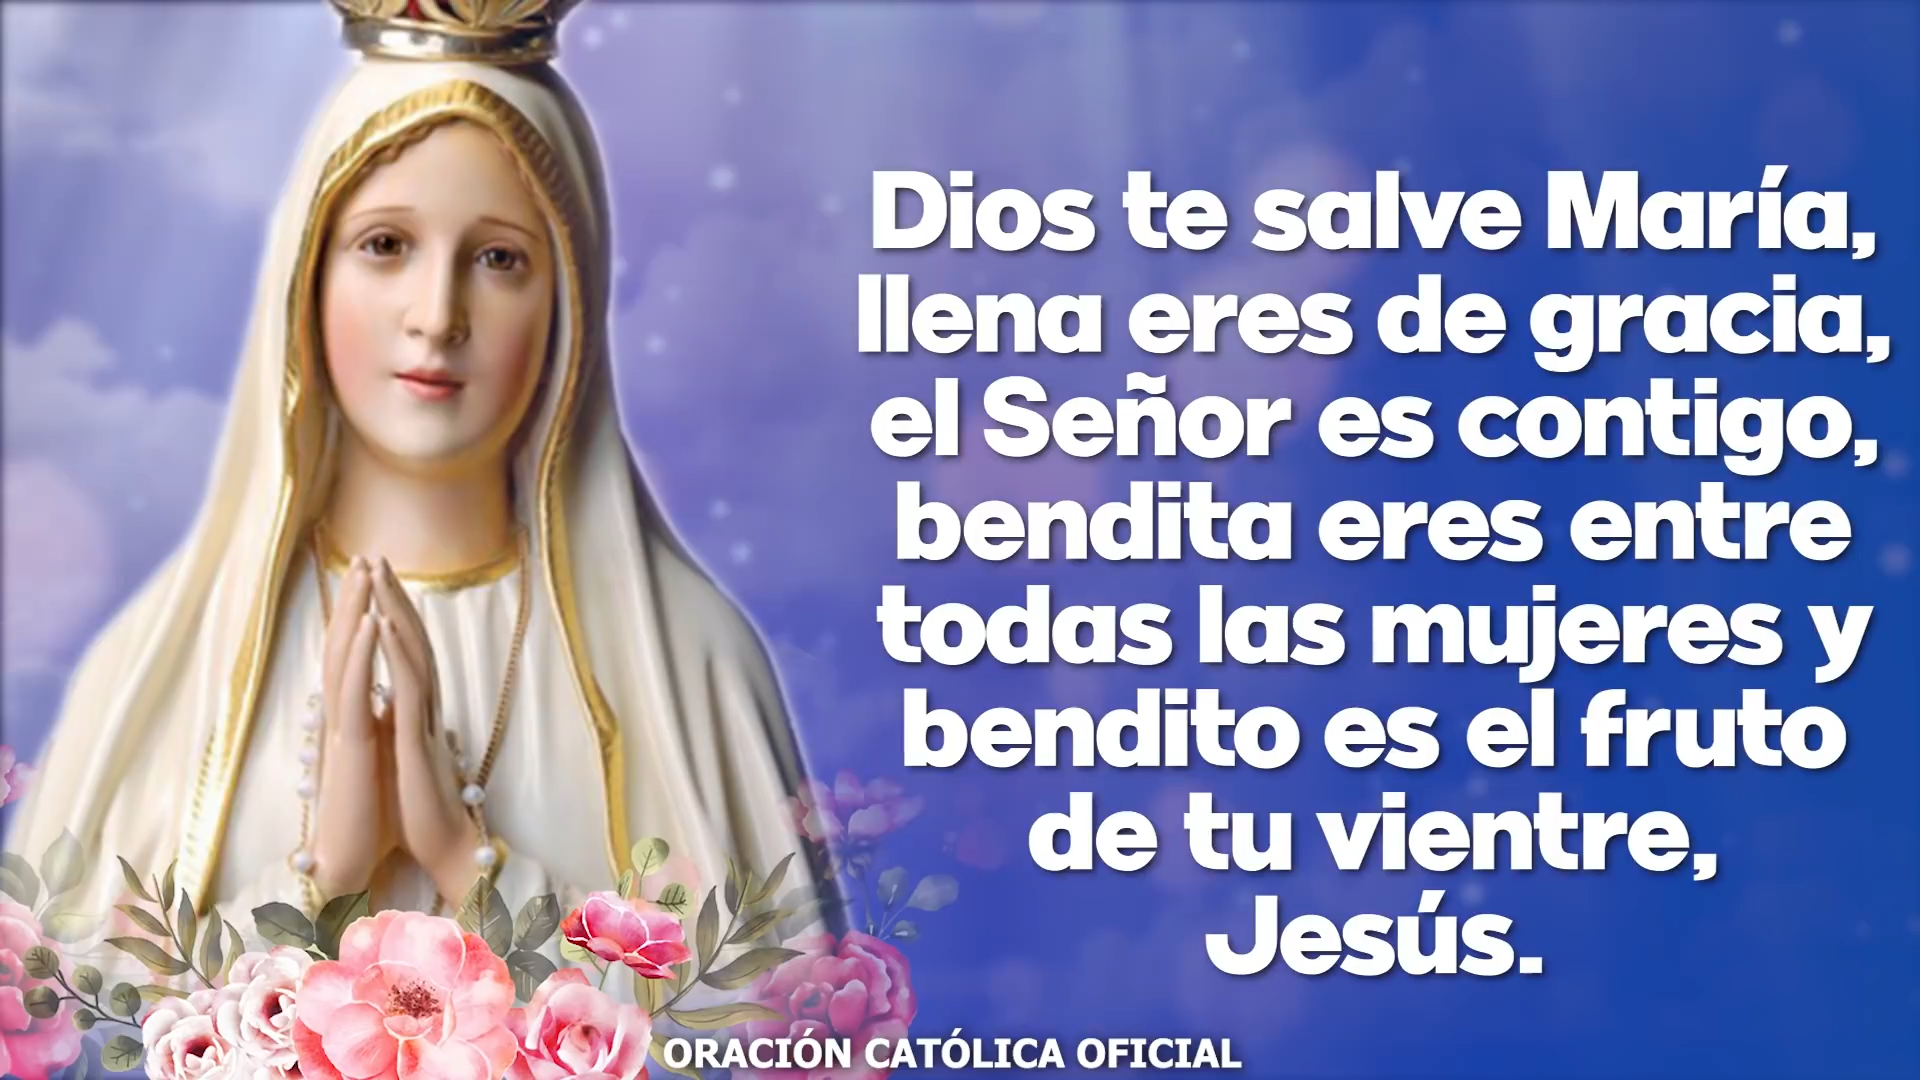 Dios te salve María,
llena eres de gracia,
el Señor es contigo,
bendita eres entre
todas las mujeres y
bendito es el fruto
de tu vientre,
Jesús.
ORACIÓN CATÓLICA OFICIAL